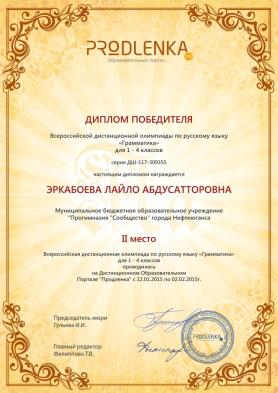 PRODLENKA
Образовательный портал
ДИПЛОМ ПОБЕДИТЕЛЯ
Всероссийской дистанционной олимпиады по русскому языку
«Грамматика»
для 1 - 4 классов
серия ДШ-117-309355
настоящим дипломом награждается
ЭРКАБОЕВА ЛАЙЛО АБДУСАТТОРОВНА
Муниципальное бюджетное образовательное учреждение
"Прогимназия "Сообщество" города Нефтеюганска
II место
Всероссийская дистанционная олимпиада по русскому языку «Грамматика»
для 1 - 4 классов
проводилась
на Дистанционном Образовательном
Портале "Продленка" с 12.01.2015 по 02.02.2015г.
Председатель жюри
Гульева И.И.
Главный редактор
Филиппова Т.В.
PRODLENKA